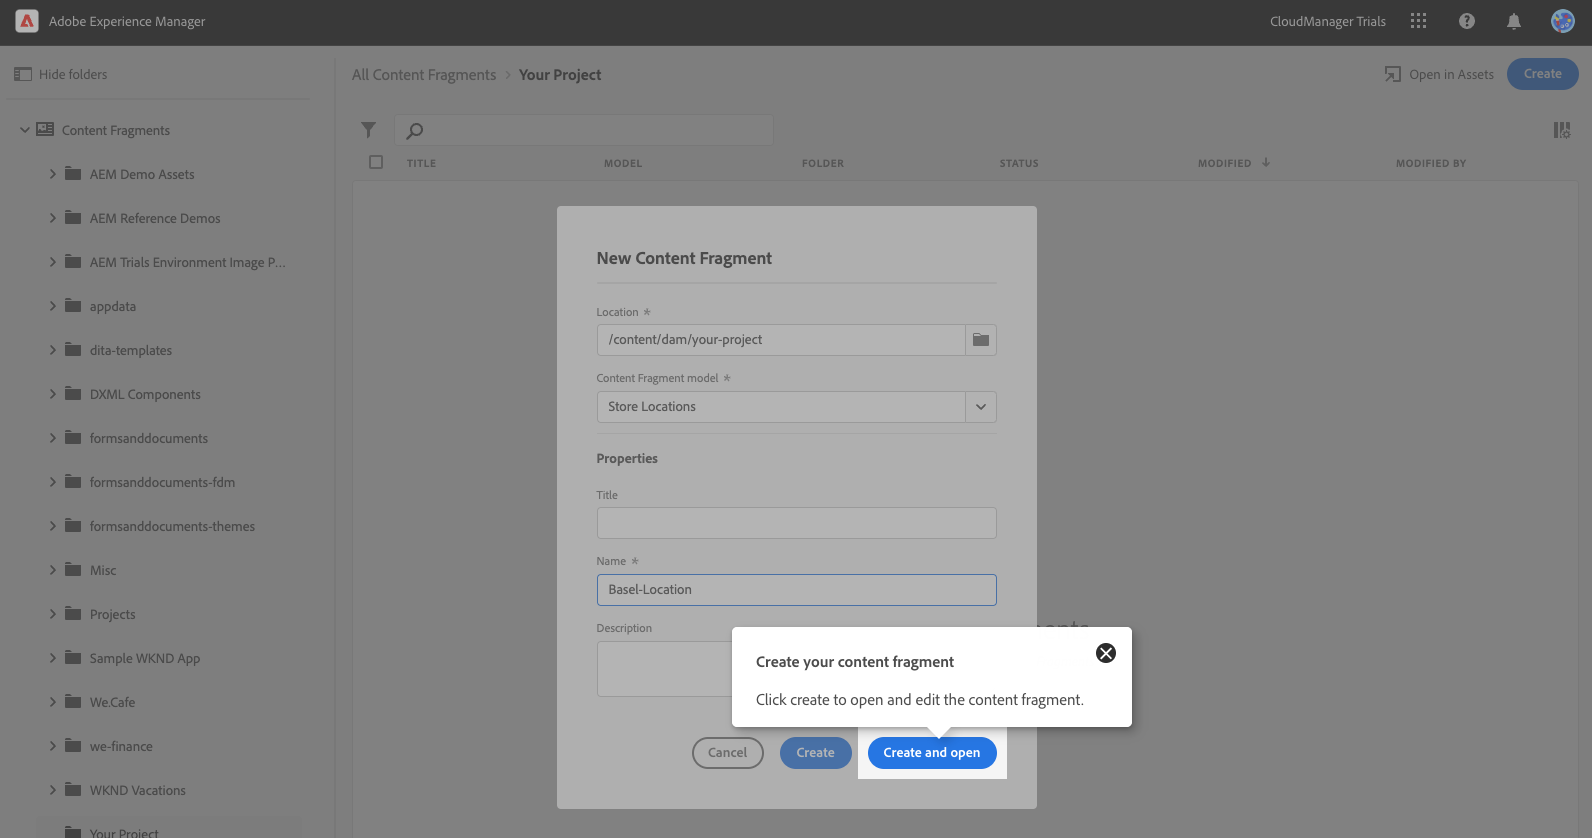 Adobe Experience Manager
CloudManager Trials
Hide folders
All Content Fragments > Your Project
Open in Assets
Create
Content Fragments
TITLE MODEL FOLDER STATUS MODIFIED MODIFIED BY
AEM Demo Assets
AEM Reference Demos
AEM Trials Environment Image P...
appdata
dita-templates
DXML Components
formsanddocuments
formsanddocuments-fdm
formsanddocuments-themes
Misc
Projects
Sample WKND App
We.Cafe
we-finance
WKND Vacations
Your Project
New Content Fragment
Location *
/content/dam/your-project
Content Fragment model *
Store Locations
Properties
Title
Name *
Basel-Location
Description
Create your content fragment
Click create to open and edit the content fragment.
Cancel
Create
Create and open